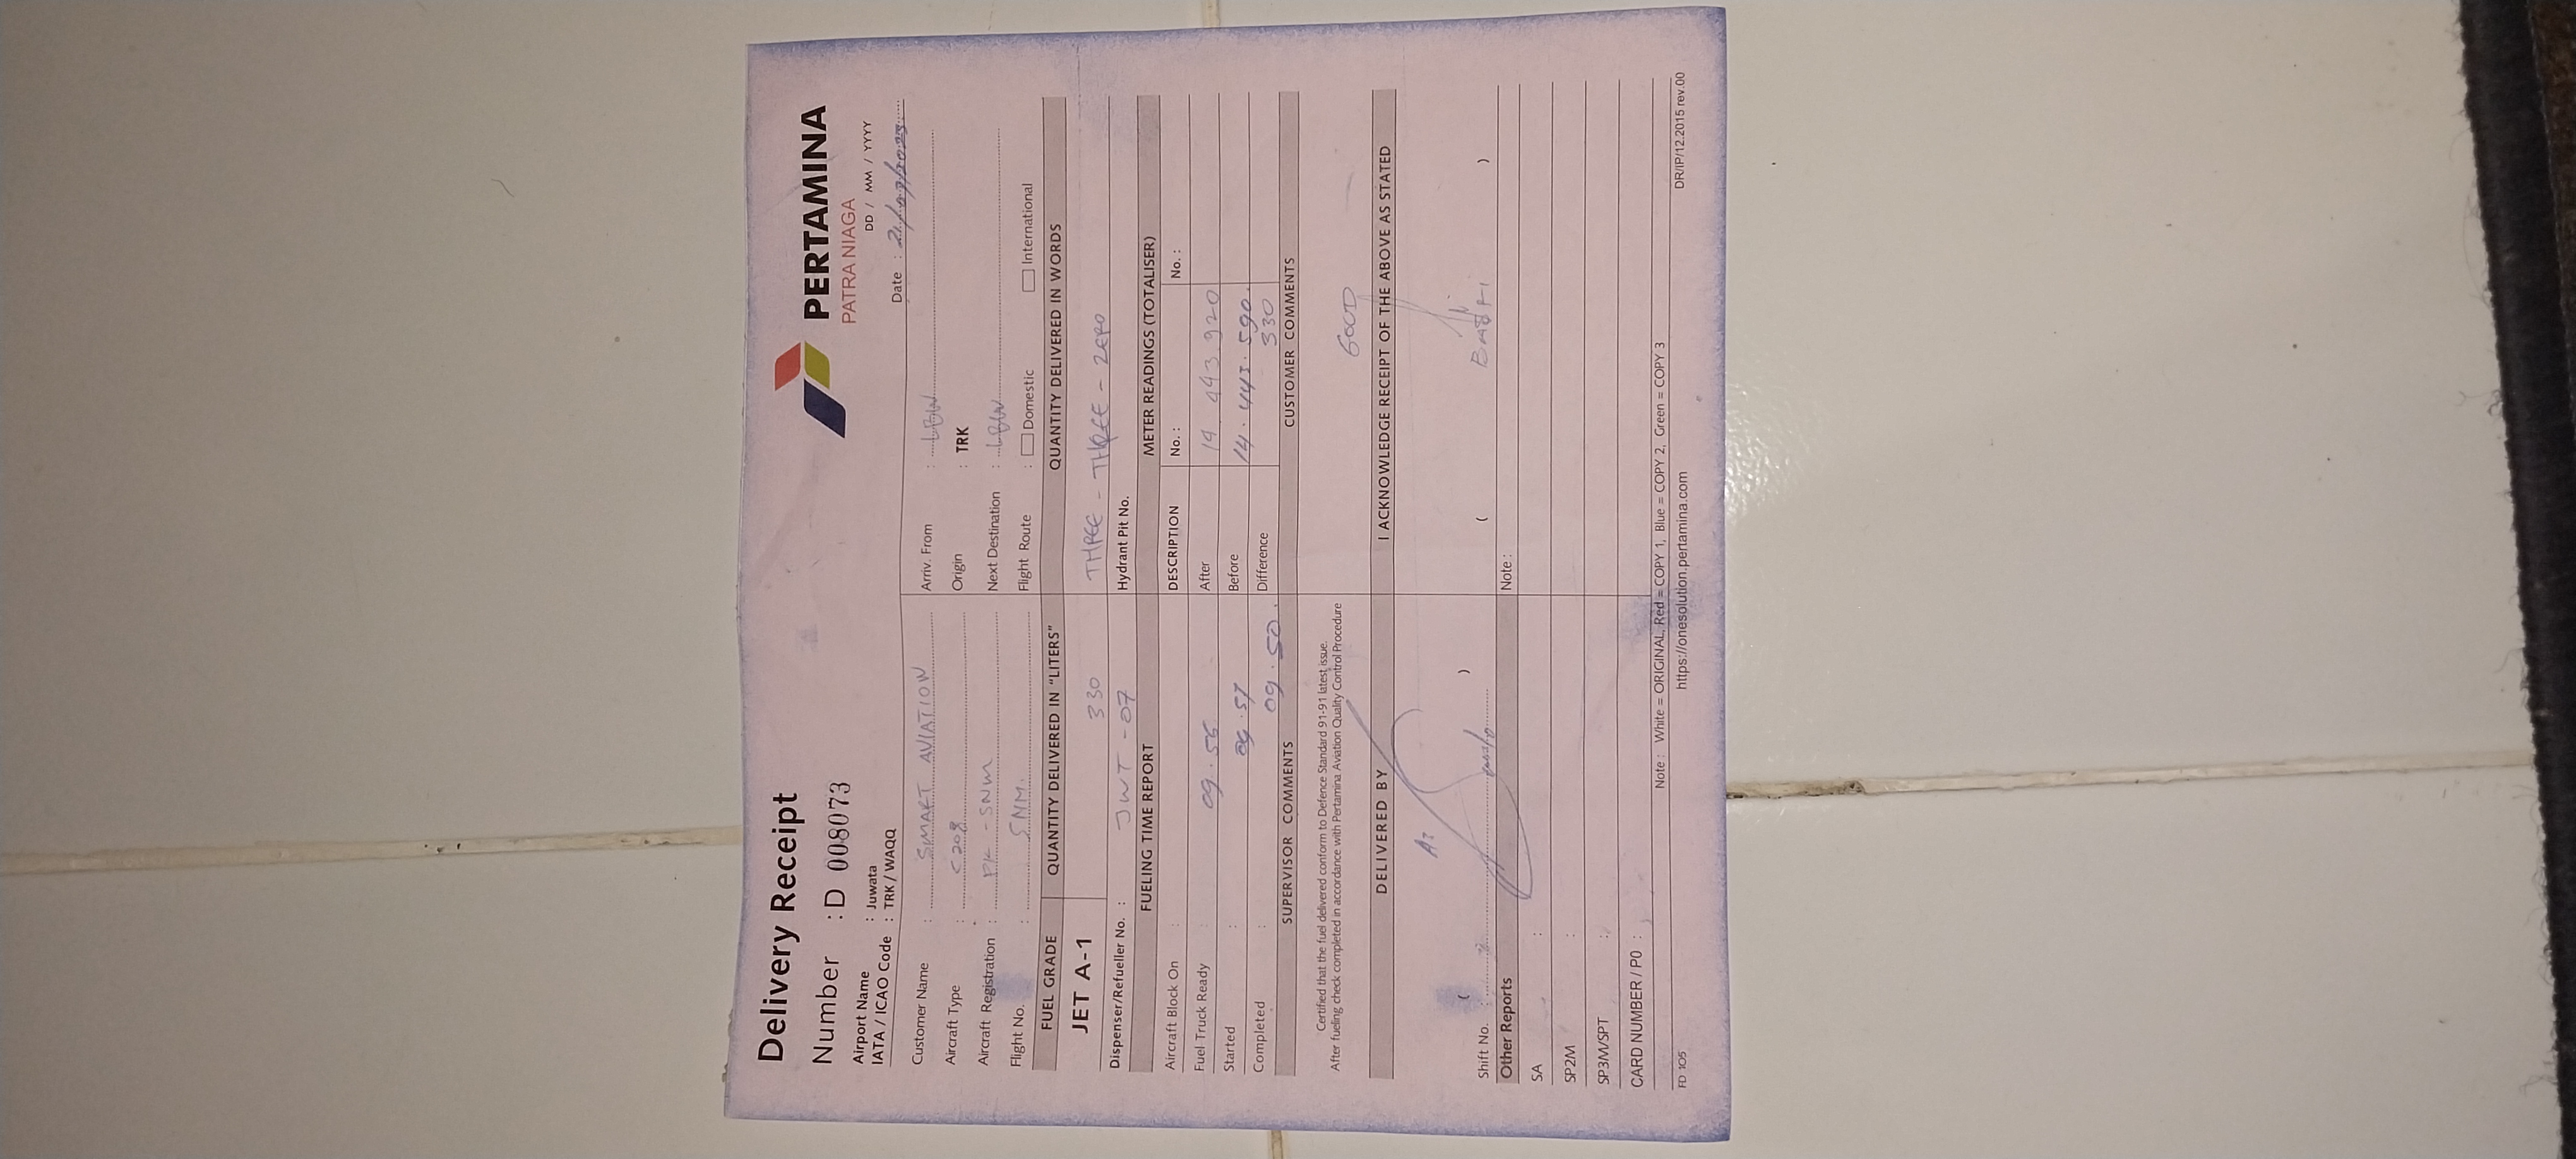 Delivery Receipt
PERTAMINA
PATRA NIAGA
Number : D 0083073
Airport Name : Juwata
IATA / ICAO Code : TRK / WAQQ
DD / MM / YYYY
Date :
Customer Name : SMART AVIATION
Arriv. From : LBW
Aircraft Type : C208
Origin : TRK
Aircraft Registration : PK - SNM
Next Destination : LBW
Flight No. : SNM.
Flight Route : Domestic International
FUEL GRADE QUANTITY DELIVERED IN "LITERS" QUANTITY DELIVERED IN WORDS
JET A-1 330 THREE - THREE - ZERO
Dispenser/Refueller No. : JWT - 07 Hydrant Pit No.
FUELING TIME REPORT METER READINGS (TOTALISER)
Aircraft Block On : DESCRIPTION No. : No. :
Fuel Truck Ready : 09.56 After 14 443 920
Started : After Before 14.443.590.
Completed : 09.50. Difference 330
SUPERVISOR COMMENTS CUSTOMER COMMENTS
Certified that the fuel delivered conform to Defence Standard 91-91 latest issue.
After fueling check completed in accordance with Pertamina Aviation Quality Control Procedure
GOOD
DELIVERED BY I ACKNOWLEDGE RECEIPT OF THE ABOVE AS STATED
Shift No. ( ) ( )
Other Reports Note :
SA :
SP2M :
SP3M/SPT :
CARD NUMBER / PO :
Note : White = ORIGINAL, Red = COPY 1, Blue = COPY 2, Green = COPY 3
FD 105 https://onesolution.pertamina.com DR/IP/12.2015 rev.00